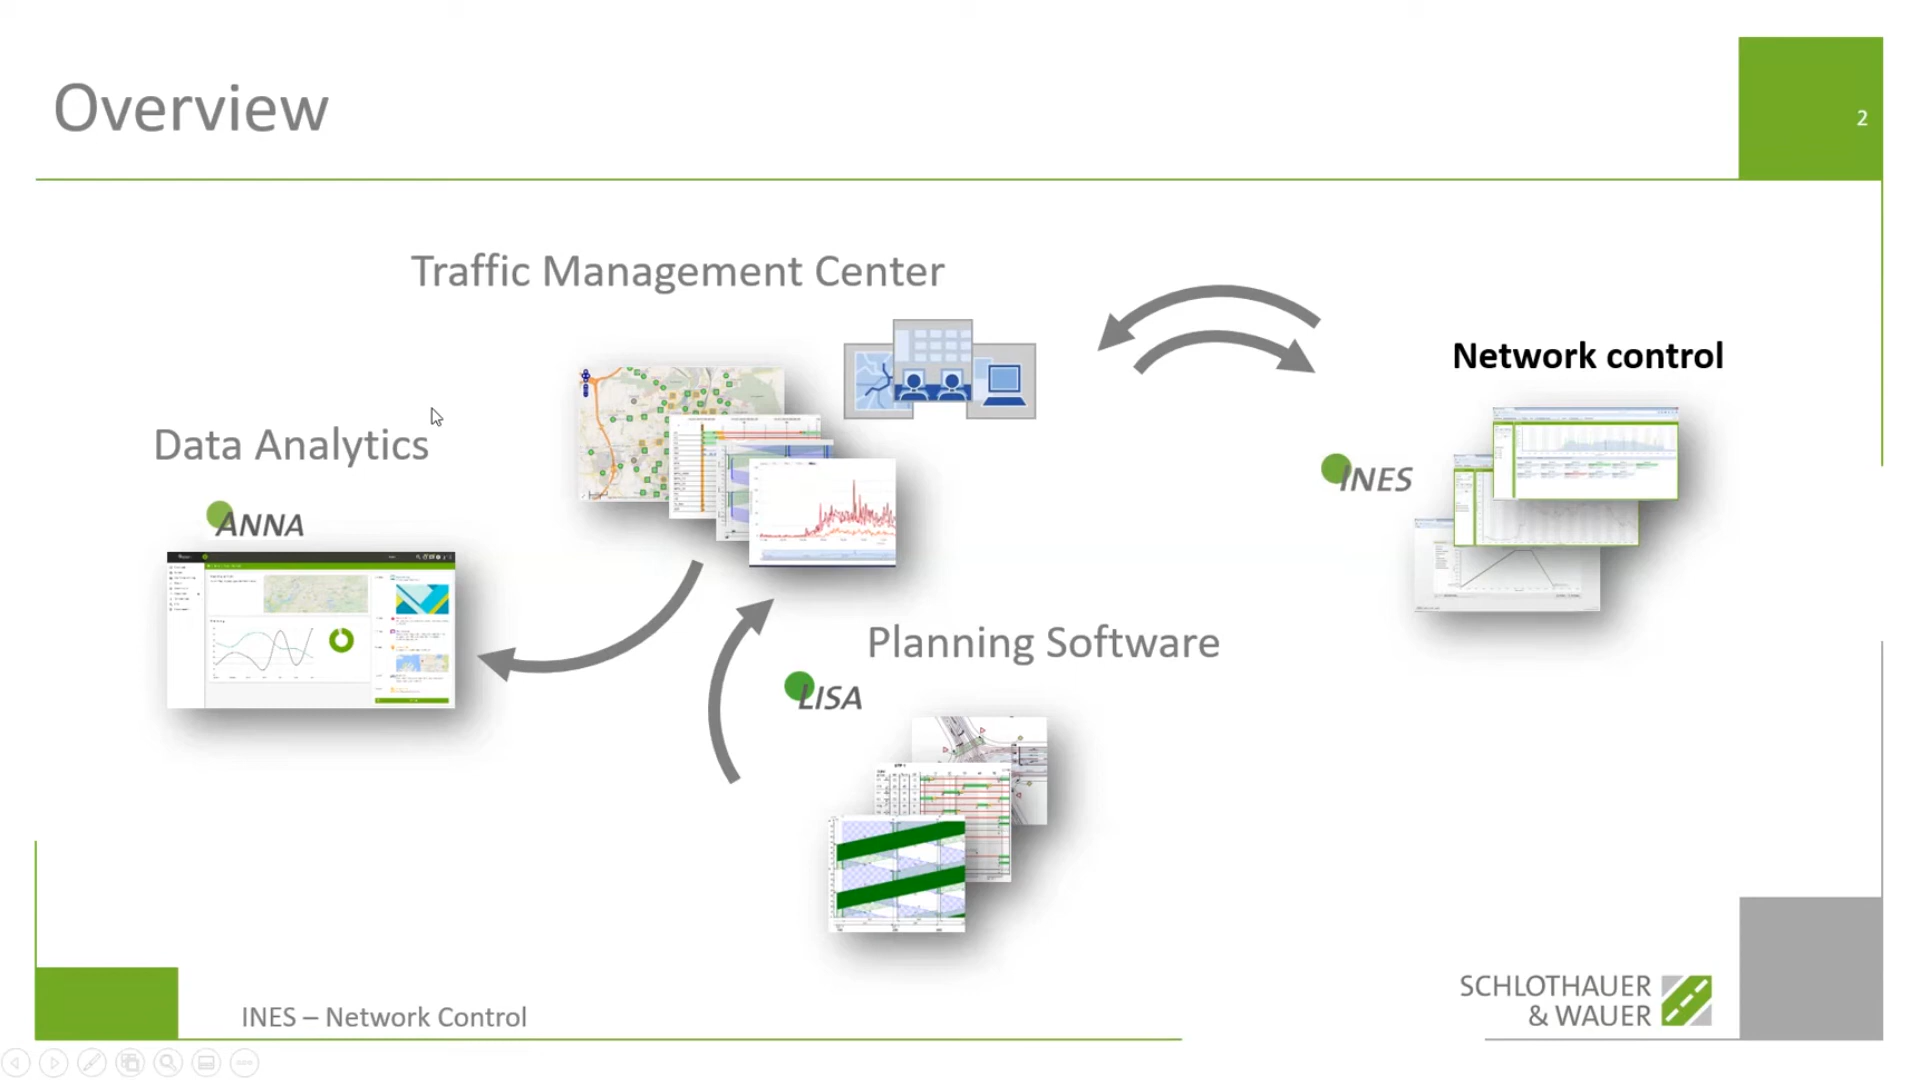 Overview
2
Traffic Management Center
Network control
Data Analytics
INES
ANNA
Planning Software
LISA
INES – Network Control
SCHLOTHAUER
& WAUER